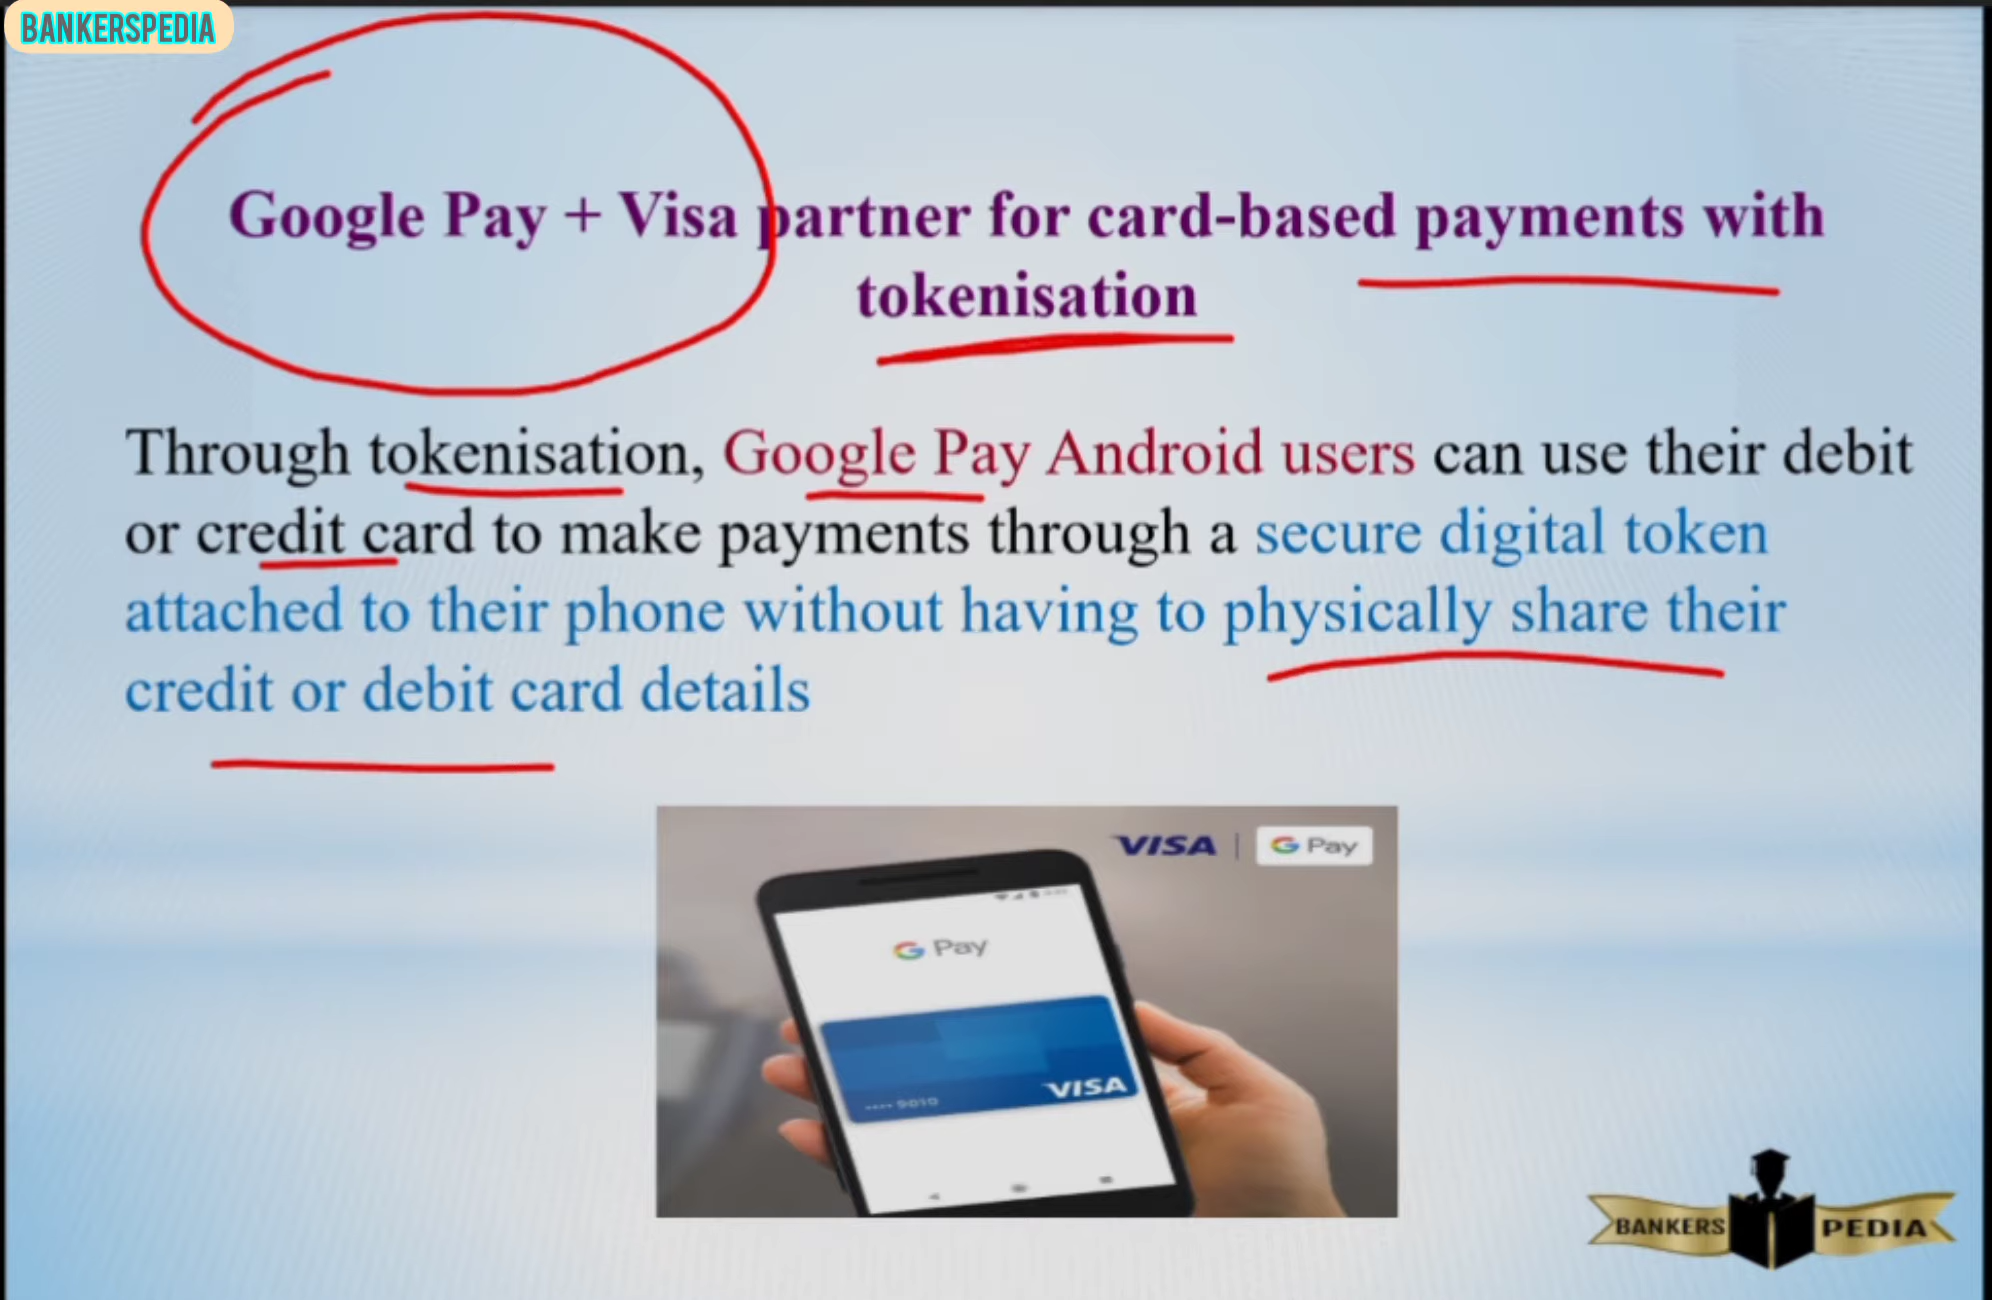 BANKERSPEDIA
Google Pay + Visa partner for card-based payments with
tokenisation
Through tokenisation, Google Pay Android users can use their debit
or credit card to make payments through a secure digital token
attached to their phone without having to physically share their
credit or debit card details
VISA | G Pay
G Pay
VISA
•••• 9010
BANKERS PEDIA